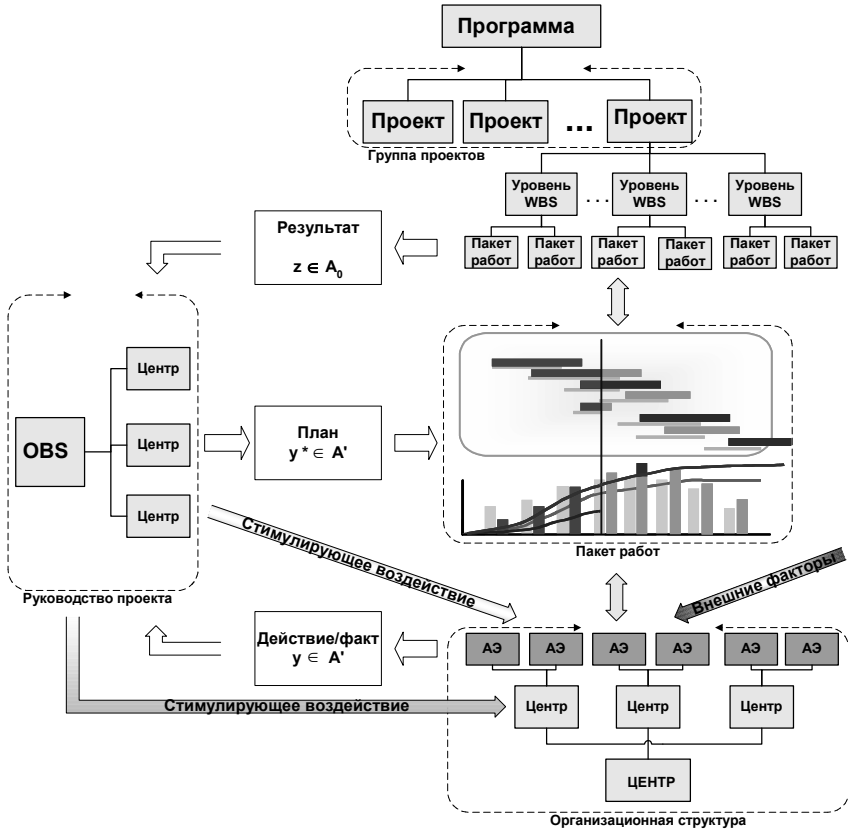 Программа
Проект
Проект
...
Проект
Группа проектов
Уровень
WBS
. . .
Уровень
WBS
. . .
Уровень
WBS
Пакет
работ
Пакет
работ
Пакет
работ
Пакет
работ
Пакет
работ
Пакет
работ
Результат
z ∈ A₀
OBS
Центр
Центр
Центр
Руководство проекта
План
y * ∈ A'
Пакет работ
Стимулирующее воздействие
Внешние факторы
Действие/факт
y ∈ A'
Стимулирующее воздействие
АЭ
АЭ
АЭ
АЭ
АЭ
АЭ
Центр
Центр
Центр
ЦЕНТР
Организационная структура